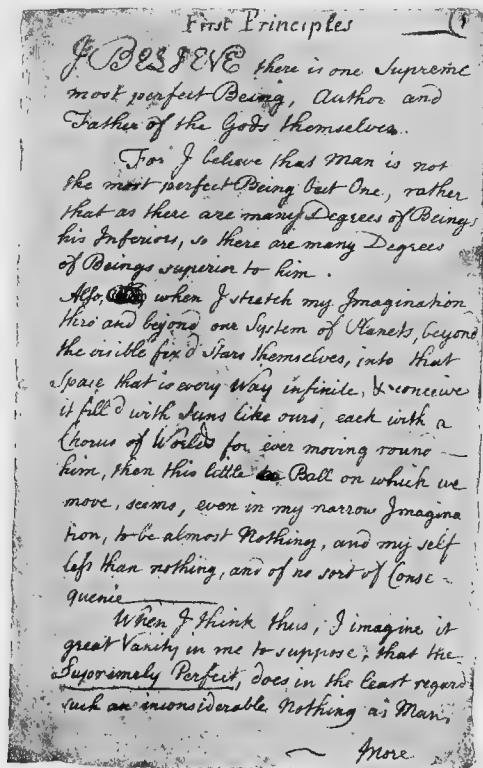 First Principles
I BELIEVE there is one Supreme
most perfect Being, Author and
Father of the Gods themselves.
For I believe that Man is not
the most perfect Being but One, rather
that as there are many Degrees of Beings
his Inferiors, so there are many Degrees
of Beings superior to him.
Also, when I stretch my Imagination
thro' and beyond our System of Planets, beyond
the visible fix'd Stars themselves, into that
Space that is every Way infinite, & conceive
it fill'd with Suns like ours, each with a
Chorus of Worlds for ever moving round
him, then this little Ball on which we
move, seems, even in my narrow Imagina
tion, to be almost Nothing, and my self
less than nothing, and of no sort of Conse-
quence
When I think thus, I imagine it
great Vanity in me to suppose, that the
Supremely Perfect, does in the least regard
such an inconsiderable Nothing as Man.
More